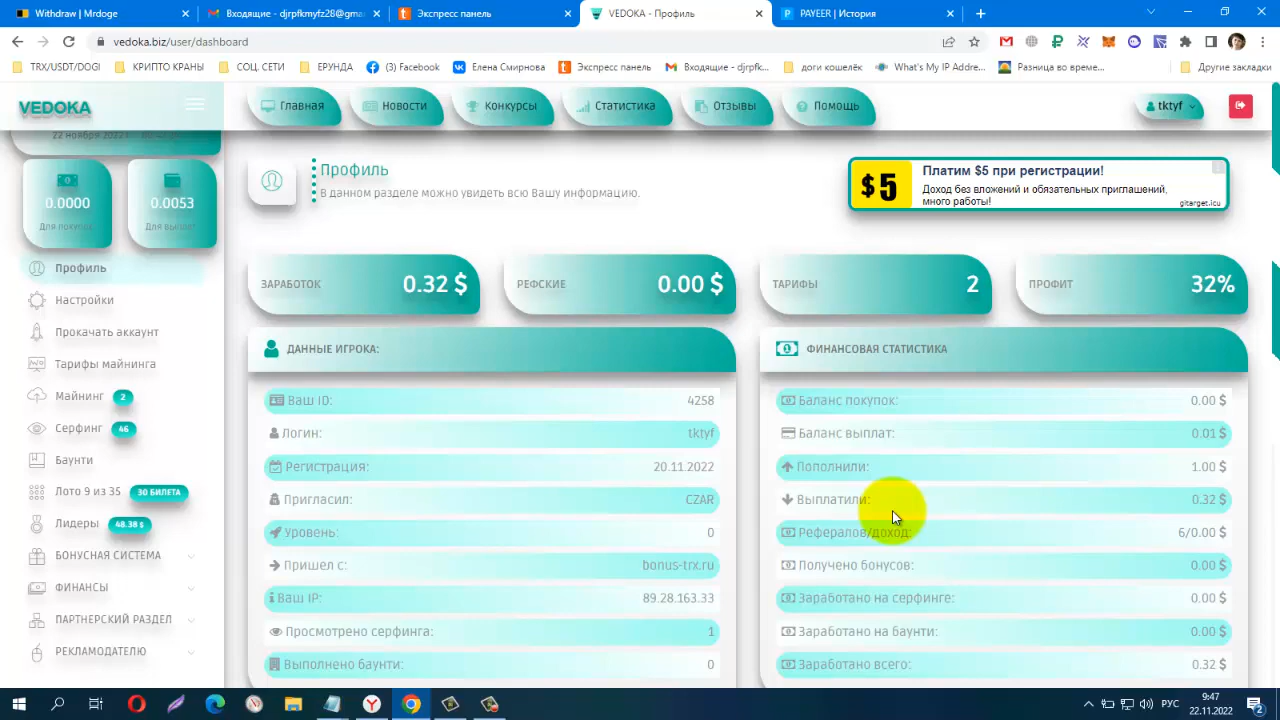 Withdraw | Mrdoge
Входящие - djrpfkmyfz28@gma
Экспресс панель
VEDOKA - Профиль
PAYEER | История
vedoka.biz/user/dashboard
TRX/USDT/DOGI
КРИПТО КРАНЫ
СОЦ. СЕТИ
ЕРУНДА
(3) Facebook
Елена Смирнова
Экспресс панель
Входящие - djrpfk...
доги кошелёк
What's My IP Addre...
Разница во време...
Другие закладки
VEDOKA
Главная
Новости
Конкурсы
Статистика
Отзывы
Помощь
tktyf
22 ноября 2022 г.
0.0000
Для покупок
0.0053
Для выплат
Профиль
Настройки
Прокачать аккаунт
Тарифы майнинга
Майнинг 2
Серфинг 46
Баунти
Лото 9 из 35 30 БИЛЕТА
Лидеры 48.38 $
БОНУСНАЯ СИСТЕМА
ФИНАНСЫ
ПАРТНЕРСКИЙ РАЗДЕЛ
РЕКЛАМОДАТЕЛЮ
Профиль
В данном разделе можно увидеть всю Вашу информацию.
$5
Платим $5 при регистрации!
Доход без вложений и обязательных приглашений,
много работы!
gitarget.icu
ЗАРАБОТОК 0.32 $
РЕФСКИЕ 0.00 $
ТАРИФЫ 2
ПРОФИТ 32%
ДАННЫЕ ИГРОКА:
Ваш ID: 4258
Логин: tktyf
Регистрация: 20.11.2022
Пригласил: CZAR
Уровень: 0
Пришел с: bonus-trx.ru
Ваш IP: 89.28.163.33
Просмотрено серфинга: 1
Выполнено баунти: 0
ФИНАНСОВАЯ СТАТИСТИКА
Баланс покупок: 0.00 $
Баланс выплат: 0.01 $
Пополнили: 1.00 $
Выплатили: 0.32 $
Рефералов/доход: 6/0.00 $
Получено бонусов: 0.00 $
Заработано на серфинге: 0.00 $
Заработано на баунти: 0.00 $
Заработано всего: 0.32 $
РУС
9:47
22.11.2022
2